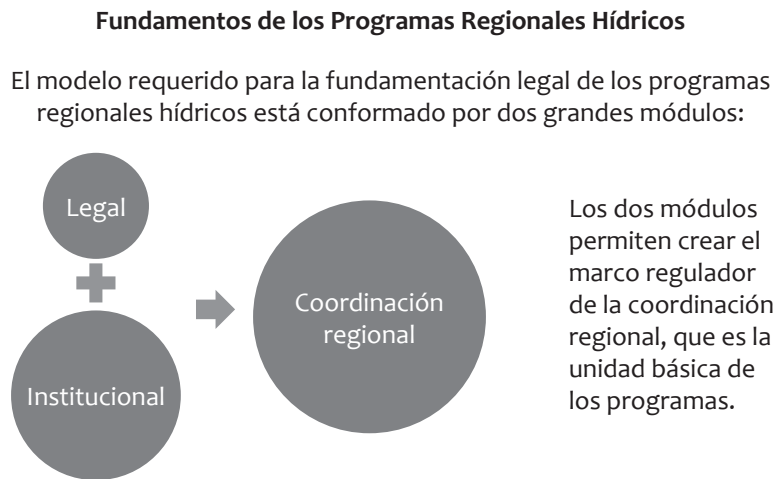 Fundamentos de los Programas Regionales Hídricos
El modelo requerido para la fundamentación legal de los programas
regionales hídricos está conformado por dos grandes módulos:
Legal
Institucional
Coordinación
regional
Los dos módulos
permiten crear el
marco regulador
de la coordinación
regional, que es la
unidad básica de
los programas.